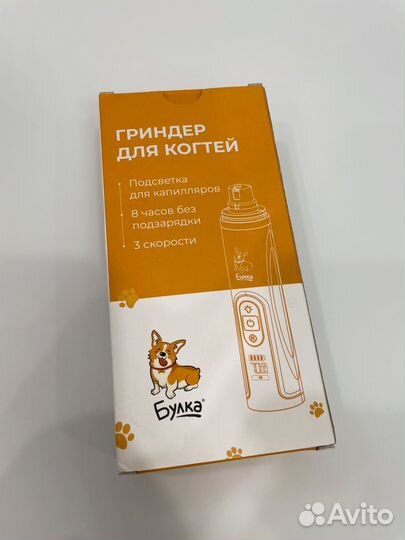 ГРИНДЕР
ДЛЯ КОГТЕЙ
Подсветка
для капилляров
8 часов без
подзарядки
3 скорости
Булка
Булка®
Avito